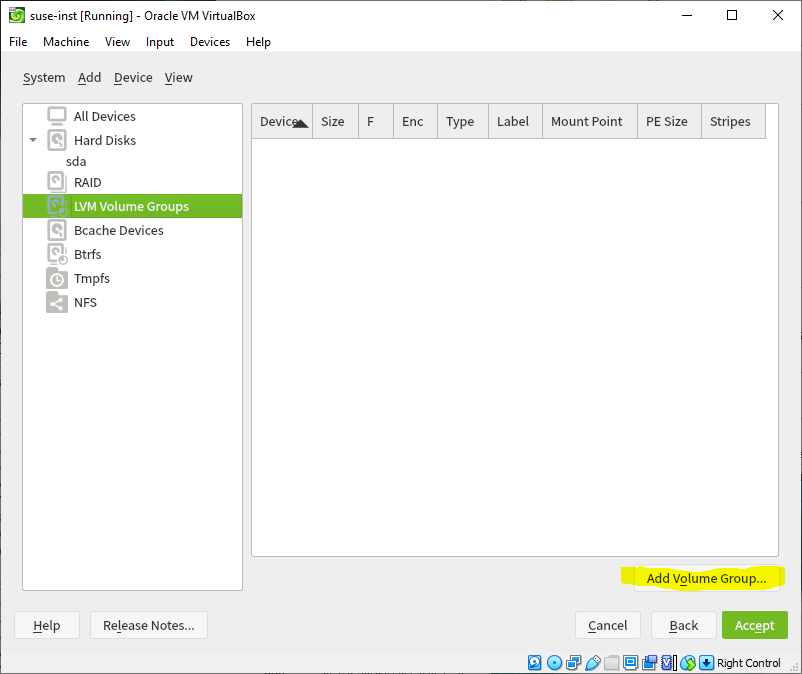 suse-inst [Running] - Oracle VM VirtualBox
File Machine View Input Devices Help
System Add Device View
All Devices
Hard Disks
sda
RAID
LVM Volume Groups
Bcache Devices
Btrfs
Tmpfs
NFS
Device Size F Enc Type Label Mount Point PE Size Stripes
Add Volume Group...
Help Release Notes... Cancel Back Accept
Right Control